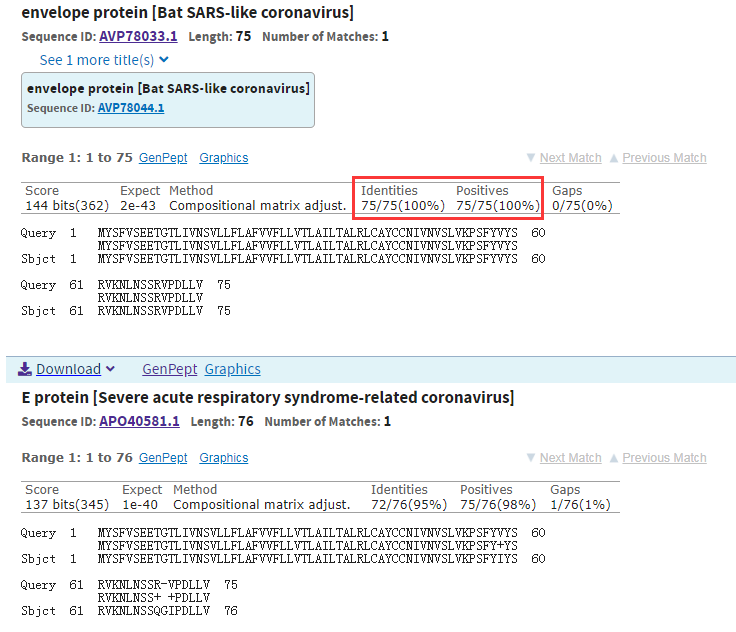 envelope protein [Bat SARS-like coronavirus]
Sequence ID: AVP78033.1 Length: 75 Number of Matches: 1
See 1 more title(s)
envelope protein [Bat SARS-like coronavirus]
Sequence ID: AVP78044.1
Range 1: 1 to 75 GenPept Graphics ▼ Next Match ▲ Previous Match
Score Expect Method Identities Positives Gaps
144 bits(362) 2e-43 Compositional matrix adjust. 75/75(100%) 75/75(100%) 0/75(0%)
Query 1 MYSFVSEETGTLIVNSVLLFLAFVVFLLVTLAILTALRLCAYCCNIVNVSLVKPSFYVYS 60
MYSFVSEETGTLIVNSVLLFLAFVVFLLVTLAILTALRLCAYCCNIVNVSLVKPSFYVYS
Sbjct 1 MYSFVSEETGTLIVNSVLLFLAFVVFLLVTLAILTALRLCAYCCNIVNVSLVKPSFYVYS 60
Query 61 RVKNLNSSRVPDLLV 75
RVKNLNSSRVPDLLV
Sbjct 61 RVKNLNSSRVPDLLV 75
Download GenPept Graphics
E protein [Severe acute respiratory syndrome-related coronavirus]
Sequence ID: APO40581.1 Length: 76 Number of Matches: 1
Range 1: 1 to 76 GenPept Graphics ▼ Next Match ▲ Previous Match
Score Expect Method Identities Positives Gaps
137 bits(345) 1e-40 Compositional matrix adjust. 72/76(95%) 75/76(98%) 1/76(1%)
Query 1 MYSFVSEETGTLIVNSVLLFLAFVVFLLVTLAILTALRLCAYCCNIVNVSLVKPSFYVYS 60
MYSFVSEETGTLIVNSVLLFLAFVVFLLVTLAILTALRLCAYCCNIVNVSLVKPSFY+YS
Sbjct 1 MYSFVSEETGTLIVNSVLLFLAFVVFLLVTLAILTALRLCAYCCNIVNVSLVKPSFYIYS 60
Query 61 RVKNLNSSR-VPDLLV 75
RVKNLNSS+ +PDLLV
Sbjct 61 RVKNLNSSQGIPDLLV 76